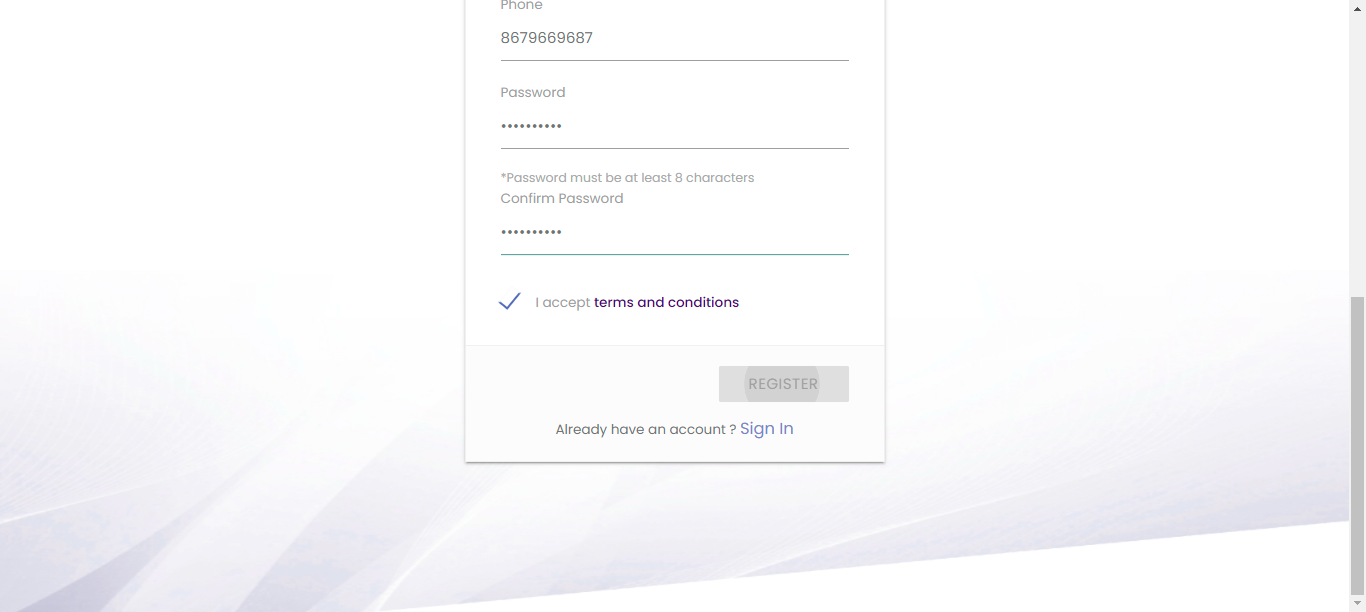 Phone
8679669687
Password
••••••••••
*Password must be at least 8 characters
Confirm Password
••••••••••
I accept terms and conditions
REGISTER
Already have an account ? Sign In